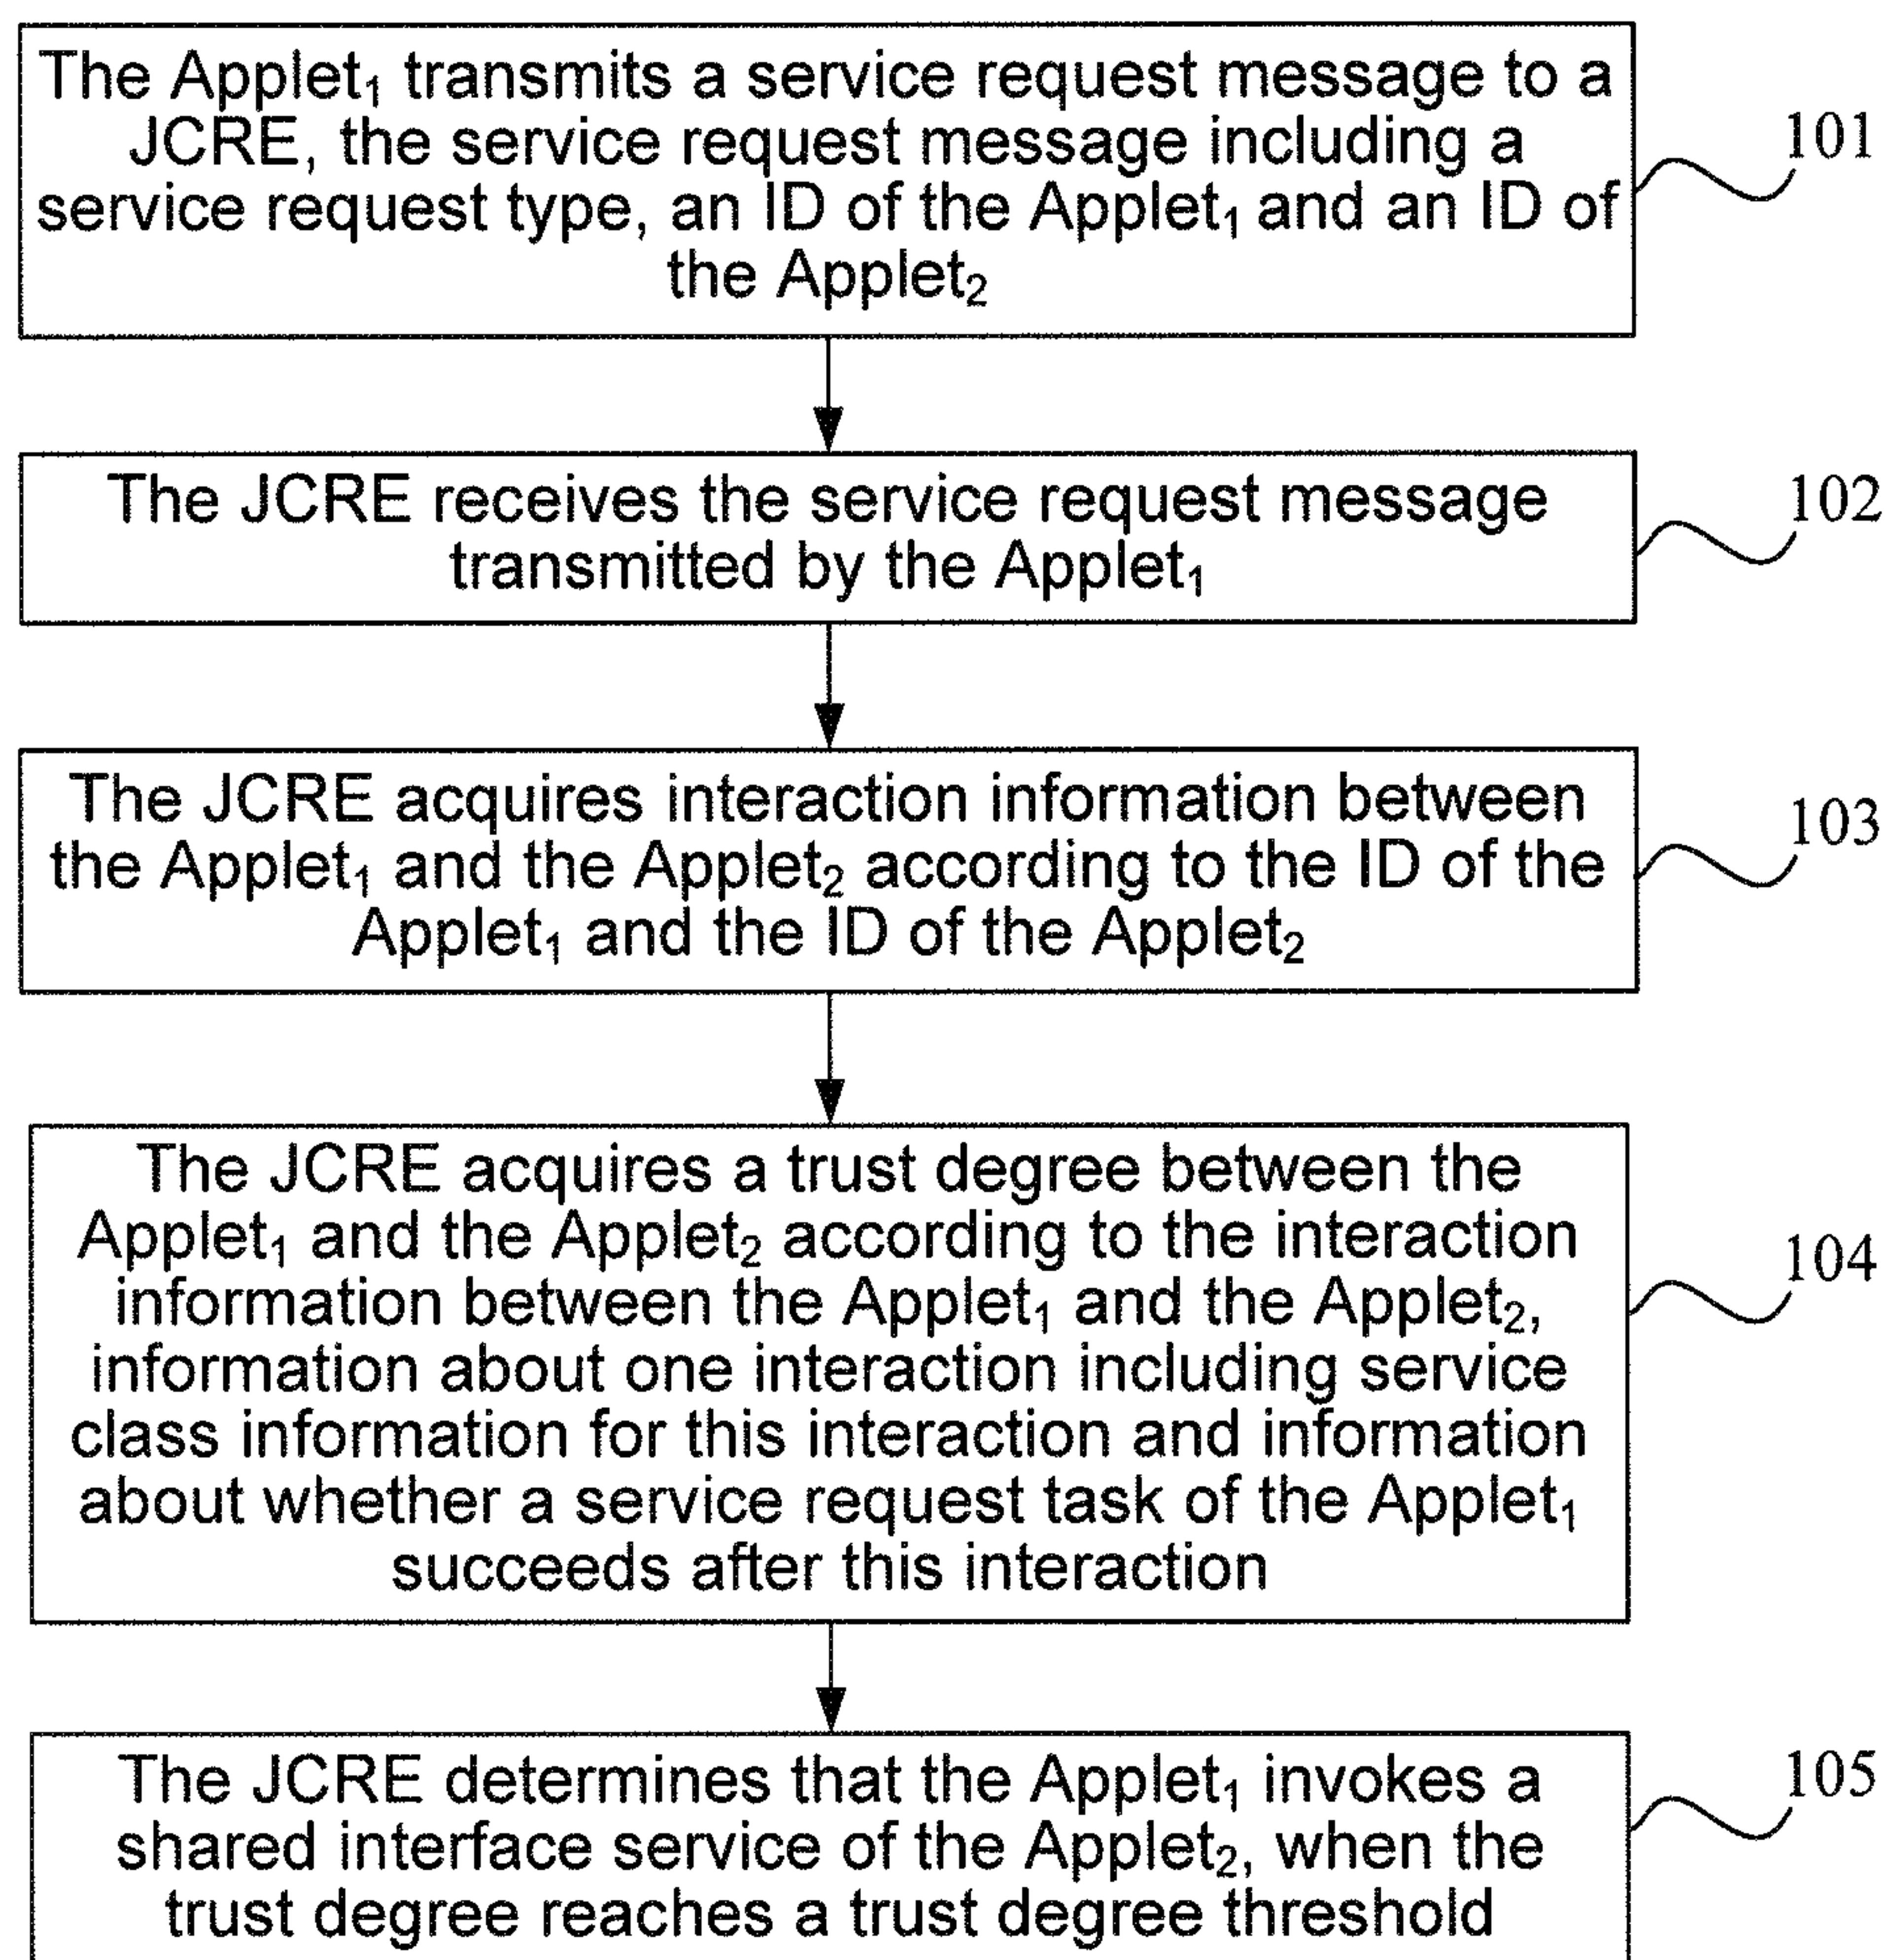 The Applet₁ transmits a service request message to a
JCRE, the service request message including a
service request type, an ID of the Applet₁ and an ID of
the Applet₂
101
The JCRE receives the service request message
transmitted by the Applet₁
102
The JCRE acquires interaction information between
the Applet₁ and the Applet₂ according to the ID of the
Applet₁ and the ID of the Applet₂
103
The JCRE acquires a trust degree between the
Applet₁ and the Applet₂ according to the interaction
information between the Applet₁ and the Applet₂,
information about one interaction including service
class information for this interaction and information
about whether a service request task of the Applet₁
succeeds after this interaction
104
The JCRE determines that the Applet₁ invokes a
shared interface service of the Applet₂, when the
trust degree reaches a trust degree threshold
105